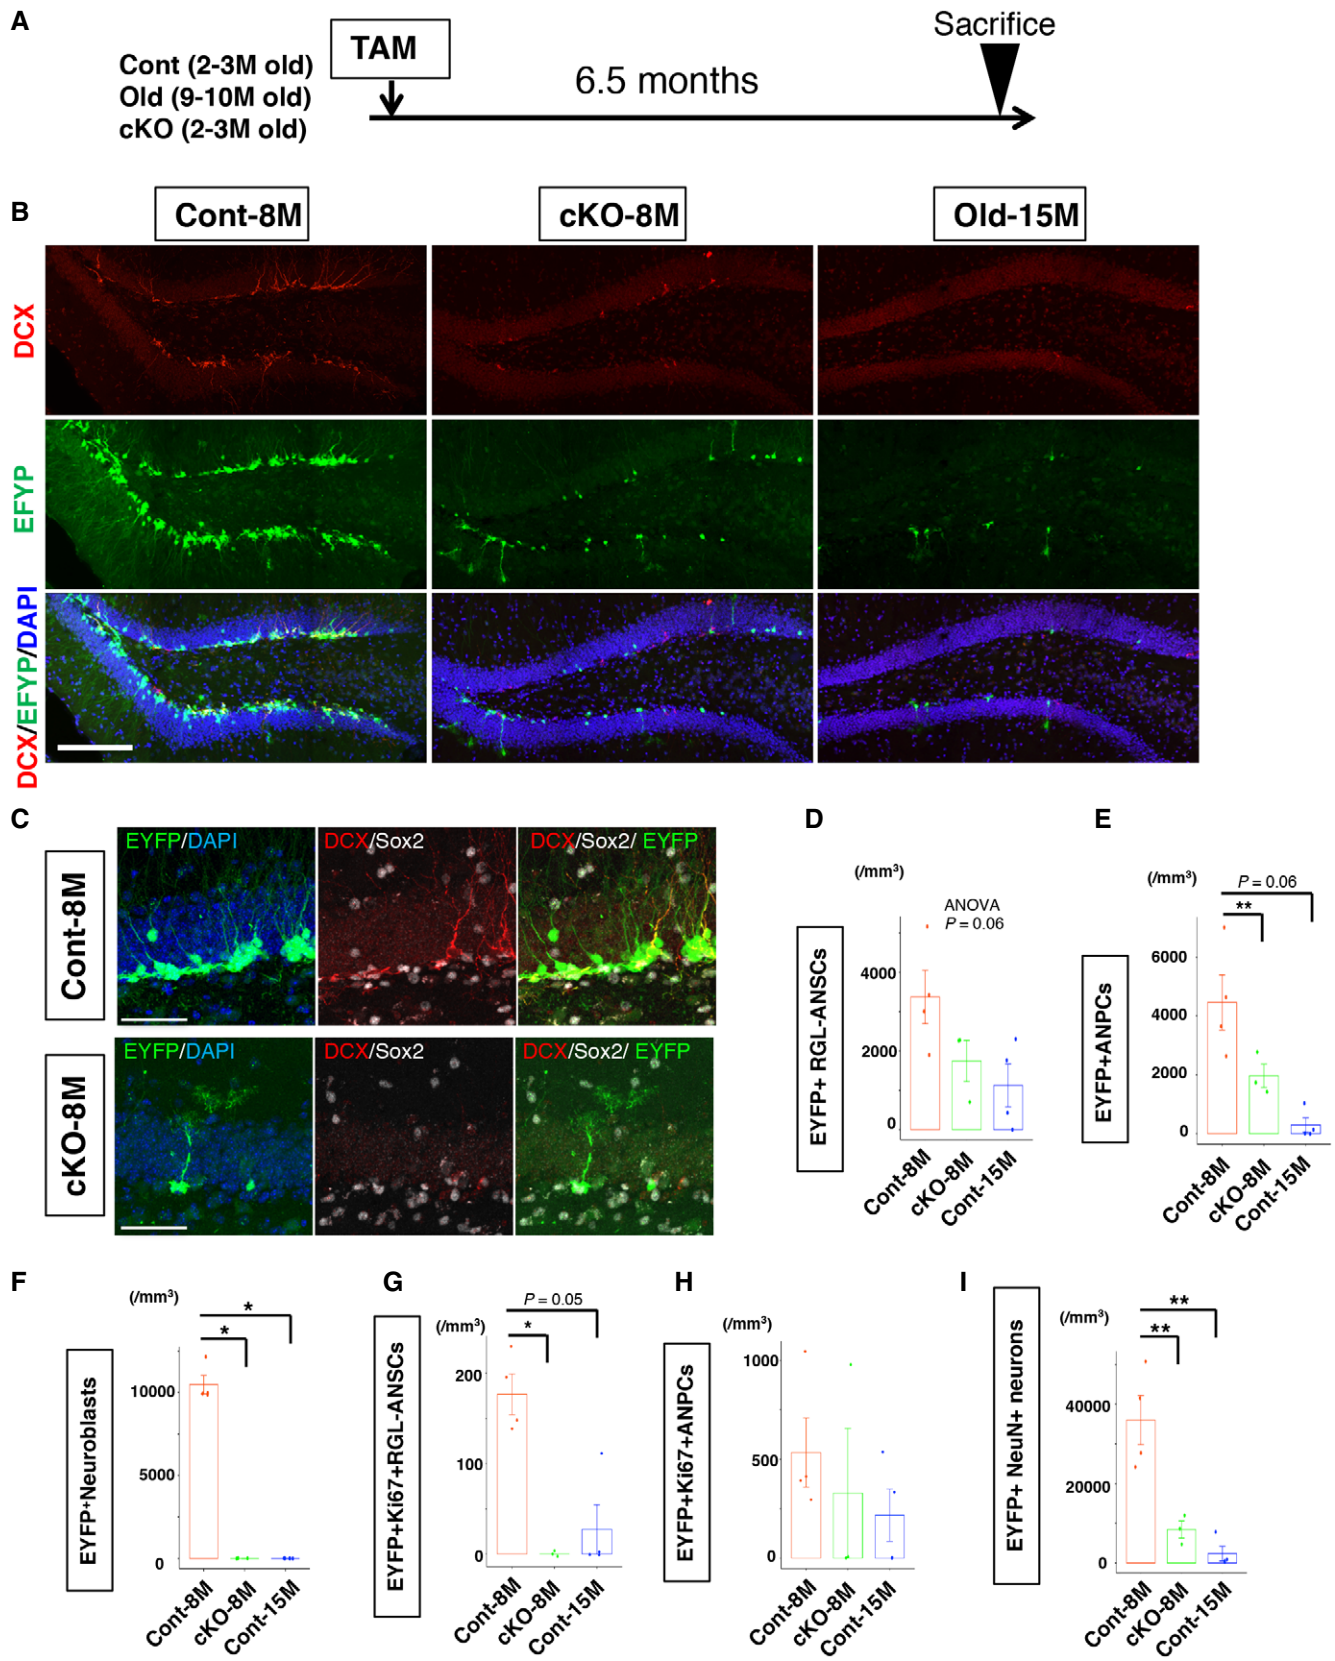 A
TAM
Sacrifice
Cont (2-3M old)
Old (9-10M old)
cKO (2-3M old)
6.5 months
B
Cont-8M
cKO-8M
Old-15M
DCX
EFYP
DCX/EFYP/DAPI
C
Cont-8M
EYFP/DAPI
DCX/Sox2
DCX/Sox2/ EYFP
cKO-8M
EYFP/DAPI
DCX/Sox2
DCX/Sox2/ EYFP
D
(/mm³)
ANOVA
P = 0.06
EYFP+ RGL-ANSCs
4000
2000
0
Cont-8M
cKO-8M
Cont-15M
E
(/mm³)
P = 0.06
**
EYFP+ANPCs
6000
4000
2000
0
Cont-8M
cKO-8M
Cont-15M
F
(/mm³)
*
*
EYFP⁺Neuroblasts
10000
5000
0
Cont-8M
cKO-8M
Cont-15M
G
P = 0.05
(/mm³)
*
EYFP+Ki67+RGL-ANSCs
200
100
0
Cont-8M
cKO-8M
Cont-15M
H
(/mm³)
EYFP+Ki67+ANPCs
1000
500
0
Cont-8M
cKO-8M
Cont-15M
I
(/mm³)
**
**
EYFP+ NeuN+ neurons
40000
20000
0
Cont-8M
cKO-8M
Cont-15M